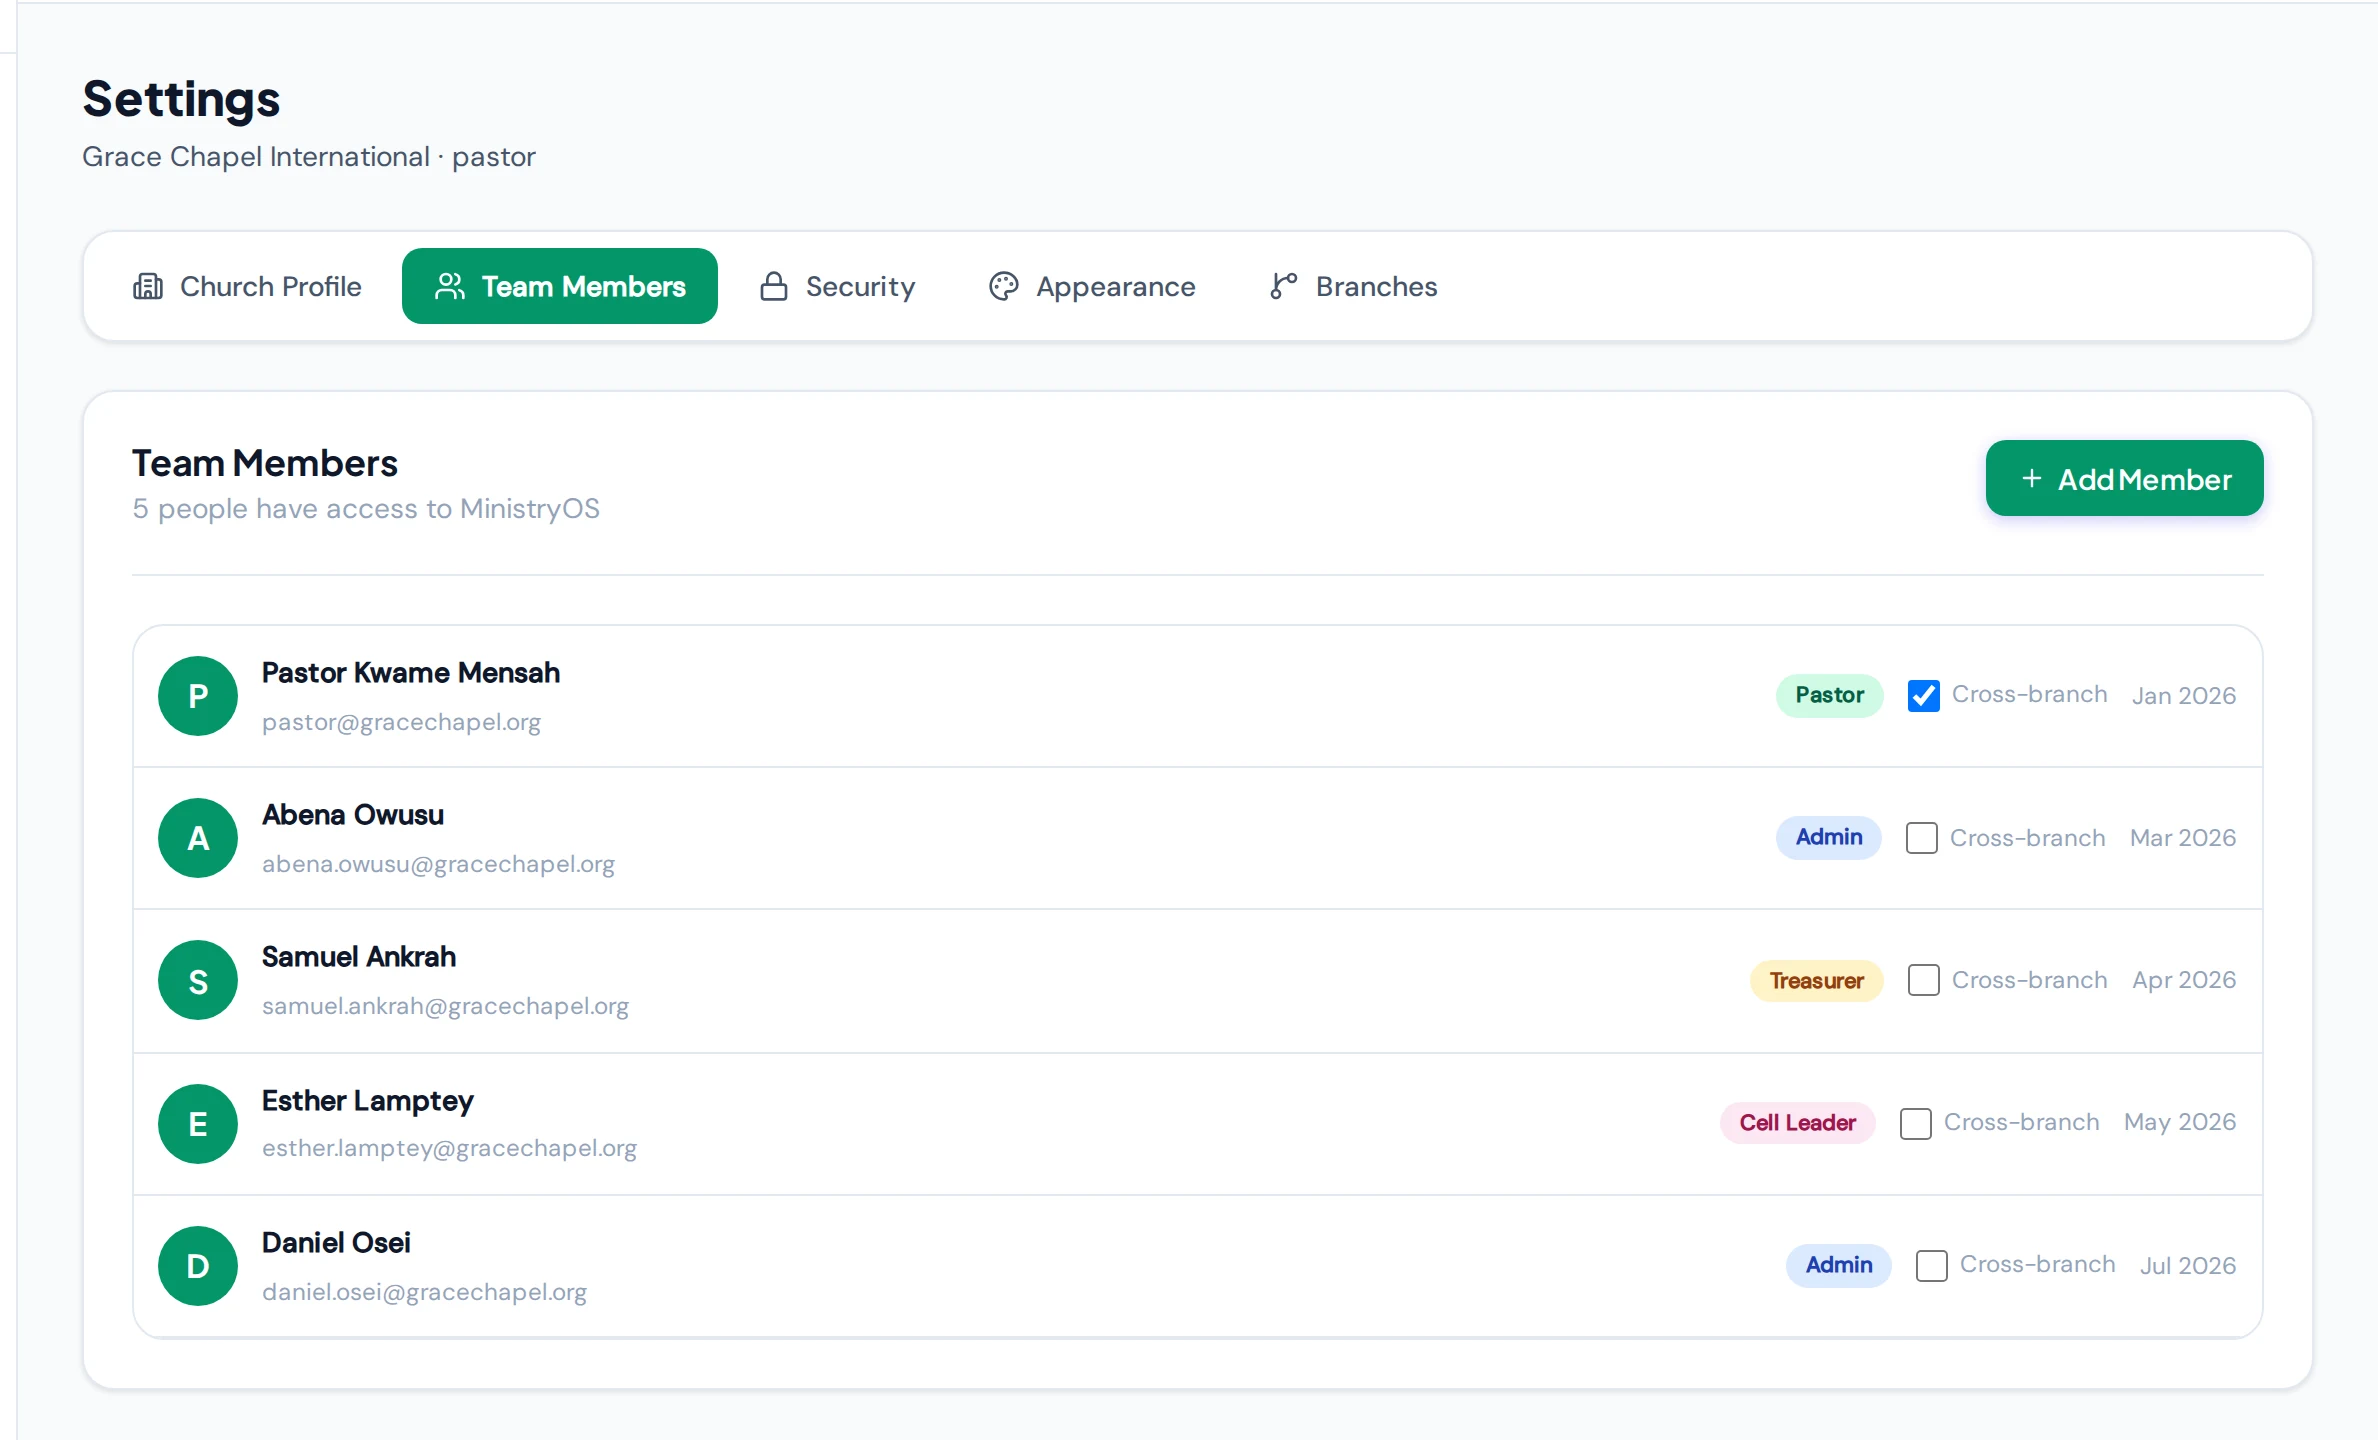 Settings
Grace Chapel International · pastor
Church Profile Team Members Security Appearance Branches
Team Members
5 people have access to MinistryOS
+ Add Member
P Pastor Kwame Mensah
pastor@gracechapel.org
Pastor Cross-branch Jan 2026
A Abena Owusu
abena.owusu@gracechapel.org
Admin Cross-branch Mar 2026
S Samuel Ankrah
samuel.ankrah@gracechapel.org
Treasurer Cross-branch Apr 2026
E Esther Lamptey
esther.lamptey@gracechapel.org
Cell Leader Cross-branch May 2026
D Daniel Osei
daniel.osei@gracechapel.org
Admin Cross-branch Jul 2026